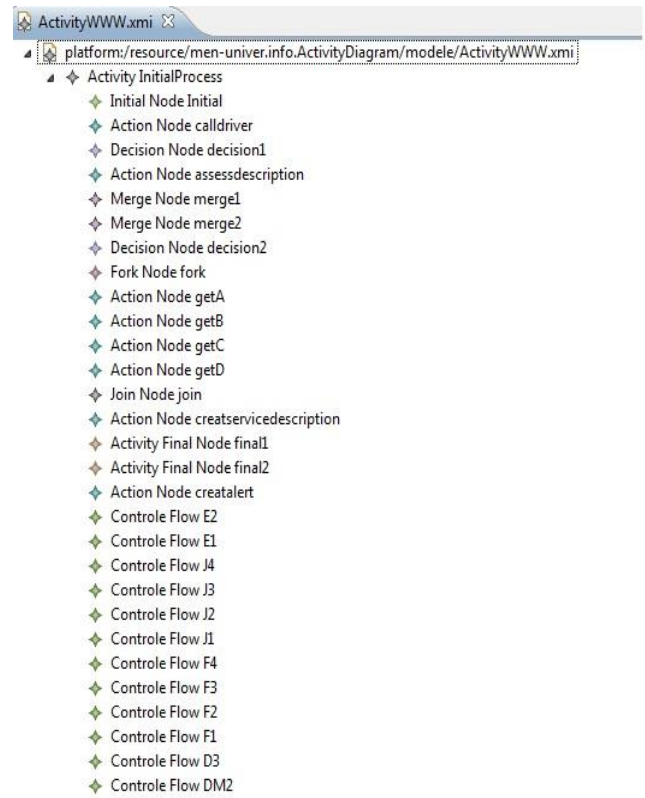 ActivityWWW.xmi
platform:/resource/men-univer.info.ActivityDiagram/modele/ActivityWWW.xmi
Activity InitialProcess
Initial Node Initial
Action Node calldriver
Decision Node decision1
Action Node assessdescription
Merge Node merge1
Merge Node merge2
Decision Node decision2
Fork Node fork
Action Node getA
Action Node getB
Action Node getC
Action Node getD
Join Node join
Action Node creatservicedescription
Activity Final Node final1
Activity Final Node final2
Action Node creatalert
Controle Flow E2
Controle Flow E1
Controle Flow J4
Controle Flow J3
Controle Flow J2
Controle Flow J1
Controle Flow F4
Controle Flow F3
Controle Flow F2
Controle Flow F1
Controle Flow D3
Controle Flow DM2